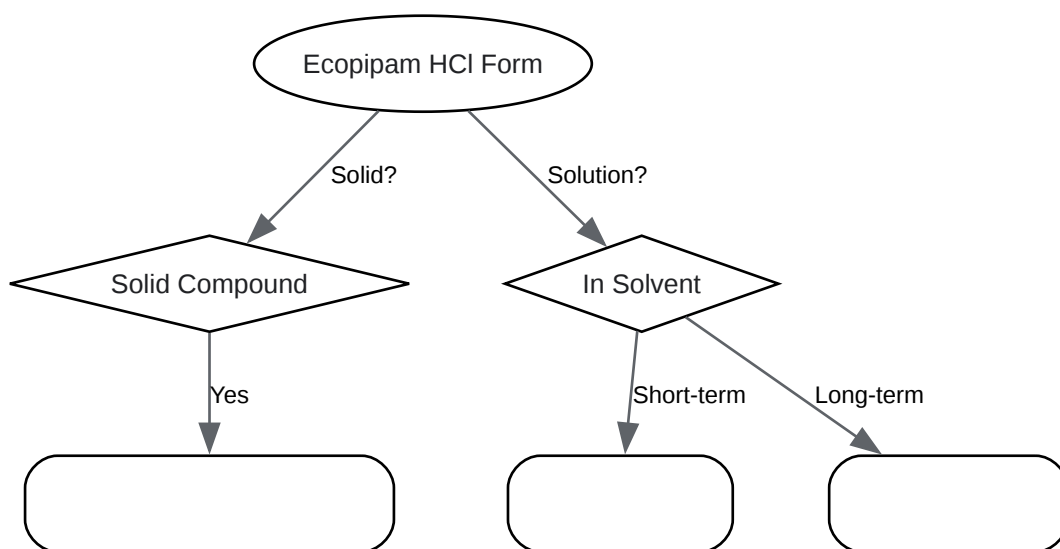 Ecopipam HCl Form
Solid?
Solution?
Solid Compound
In Solvent
Yes
Short-term
Long-term